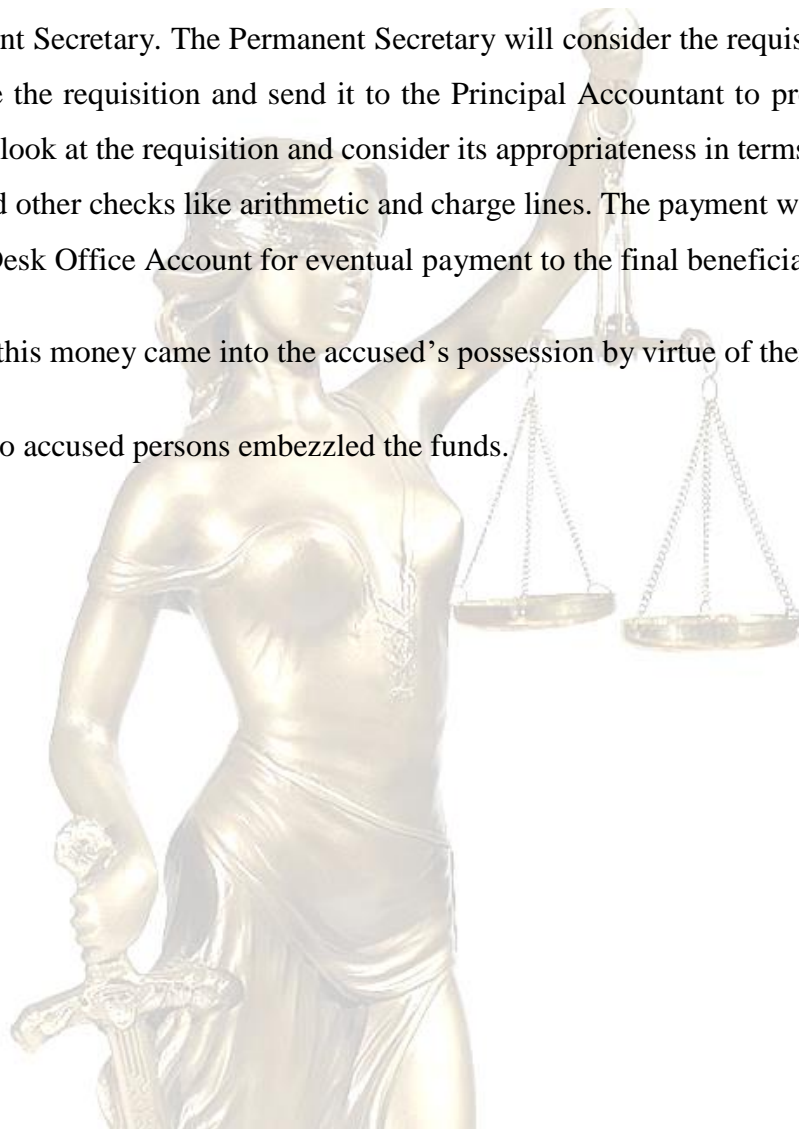 nt Secretary. The Permanent Secretary will consider the requis
e the requisition and send it to the Principal Accountant to pr
look at the requisition and consider its appropriateness in terms
d other checks like arithmetic and charge lines. The payment w
Desk Office Account for eventual payment to the final beneficia
this money came into the accused’s possession by virtue of the
o accused persons embezzled the funds.